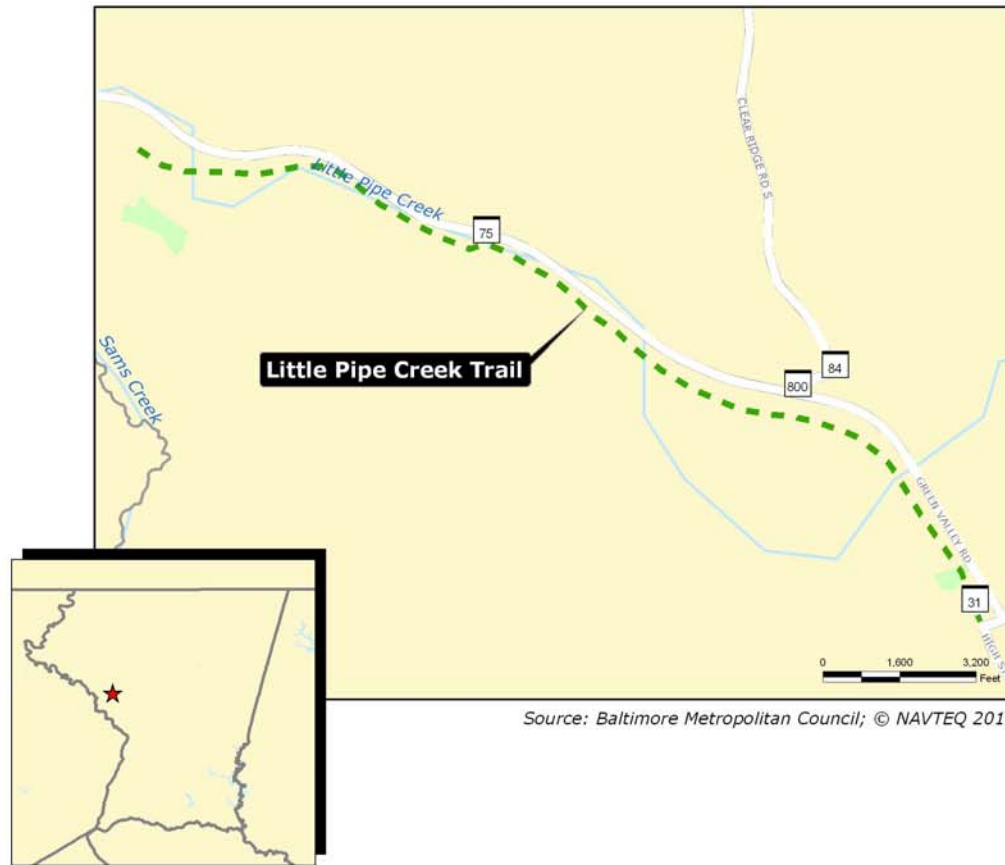 CLEAR RIDGE RD S
Little Pipe Creek
75
Little Pipe Creek Trail
Sams Creek
84
800
GREEN VALLEY RD
31
HIGH S
0 1,600 3,200
Feet
Source: Baltimore Metropolitan Council; © NAVTEQ 201